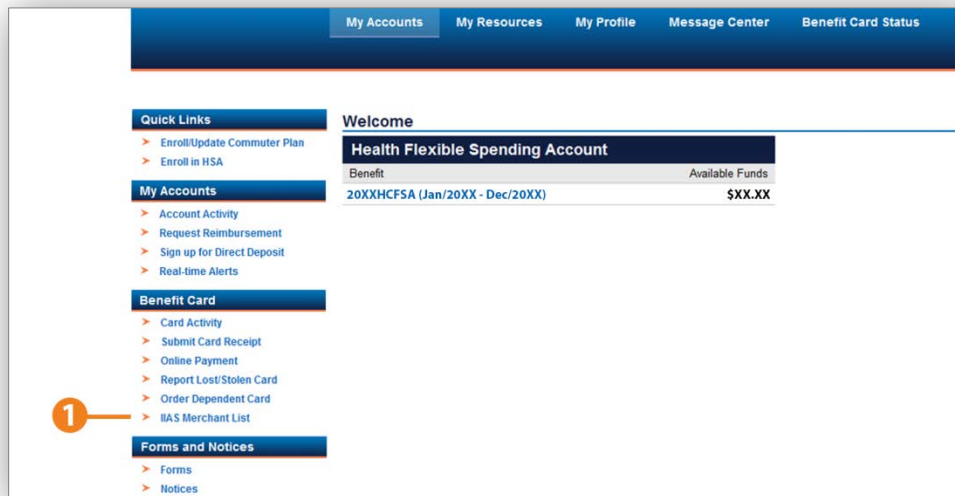 My Accounts My Resources My Profile Message Center Benefit Card Status
Quick Links
Enroll/Update Commuter Plan
Enroll in HSA
My Accounts
Account Activity
Request Reimbursement
Sign up for Direct Deposit
Real-time Alerts
Benefit Card
Card Activity
Submit Card Receipt
Online Payment
Report Lost/Stolen Card
Order Dependent Card
1 IIAS Merchant List
Forms and Notices
Forms
Notices
Welcome
Health Flexible Spending Account
Benefit Available Funds
20XXHCFSA (Jan/20XX - Dec/20XX) $XX.XX